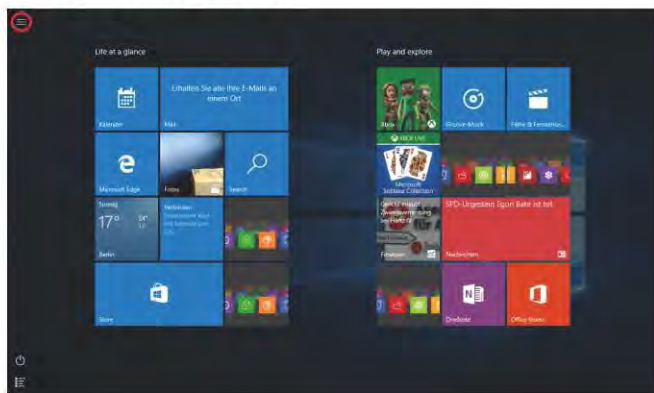 Life at a glance
Play and explore
Erhalten Sie alle Ihre E-Mails an
einem Ort
Kalender
Mail
Xbox
Groove-Musik
Filme & Fernsehse...
XBOX LIVE
Microsoft Edge
Fotos
Search
Microsoft
Solitaire Collection
Sonnig
17°
Berlin
SPD-Urgestein Egon Bahr ist tot
Finanzen
Nachrichten
Store
OneNote